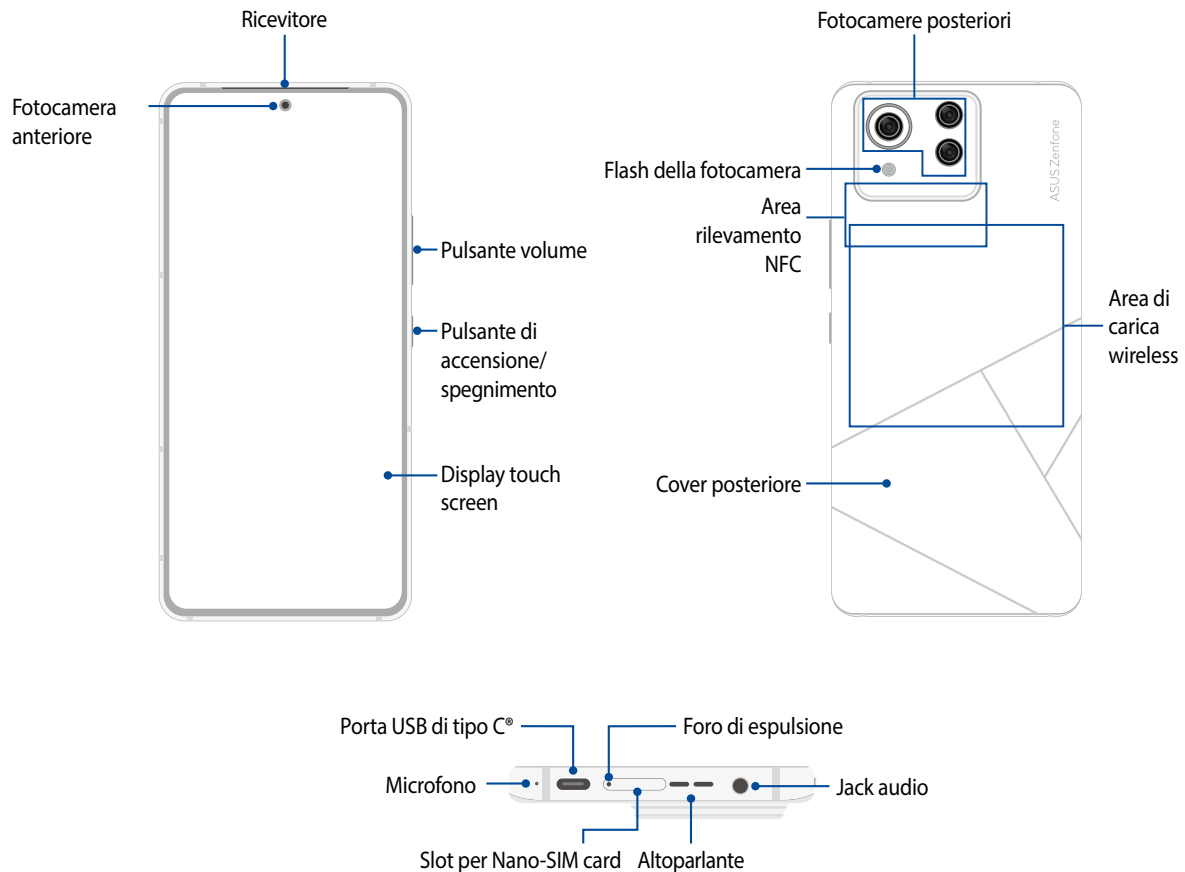 Ricevitore
Fotocamere posteriori
Fotocamera
anteriore
ASUS Zenfone
Flash della fotocamera
Area
rilevamento
NFC
Pulsante volume
Area di
carica
wireless
Pulsante di
accensione/
spegnimento
Display touch
screen
Cover posteriore
Porta USB di tipo C®
Foro di espulsione
Microfono
Jack audio
Slot per Nano-SIM card
Altoparlante